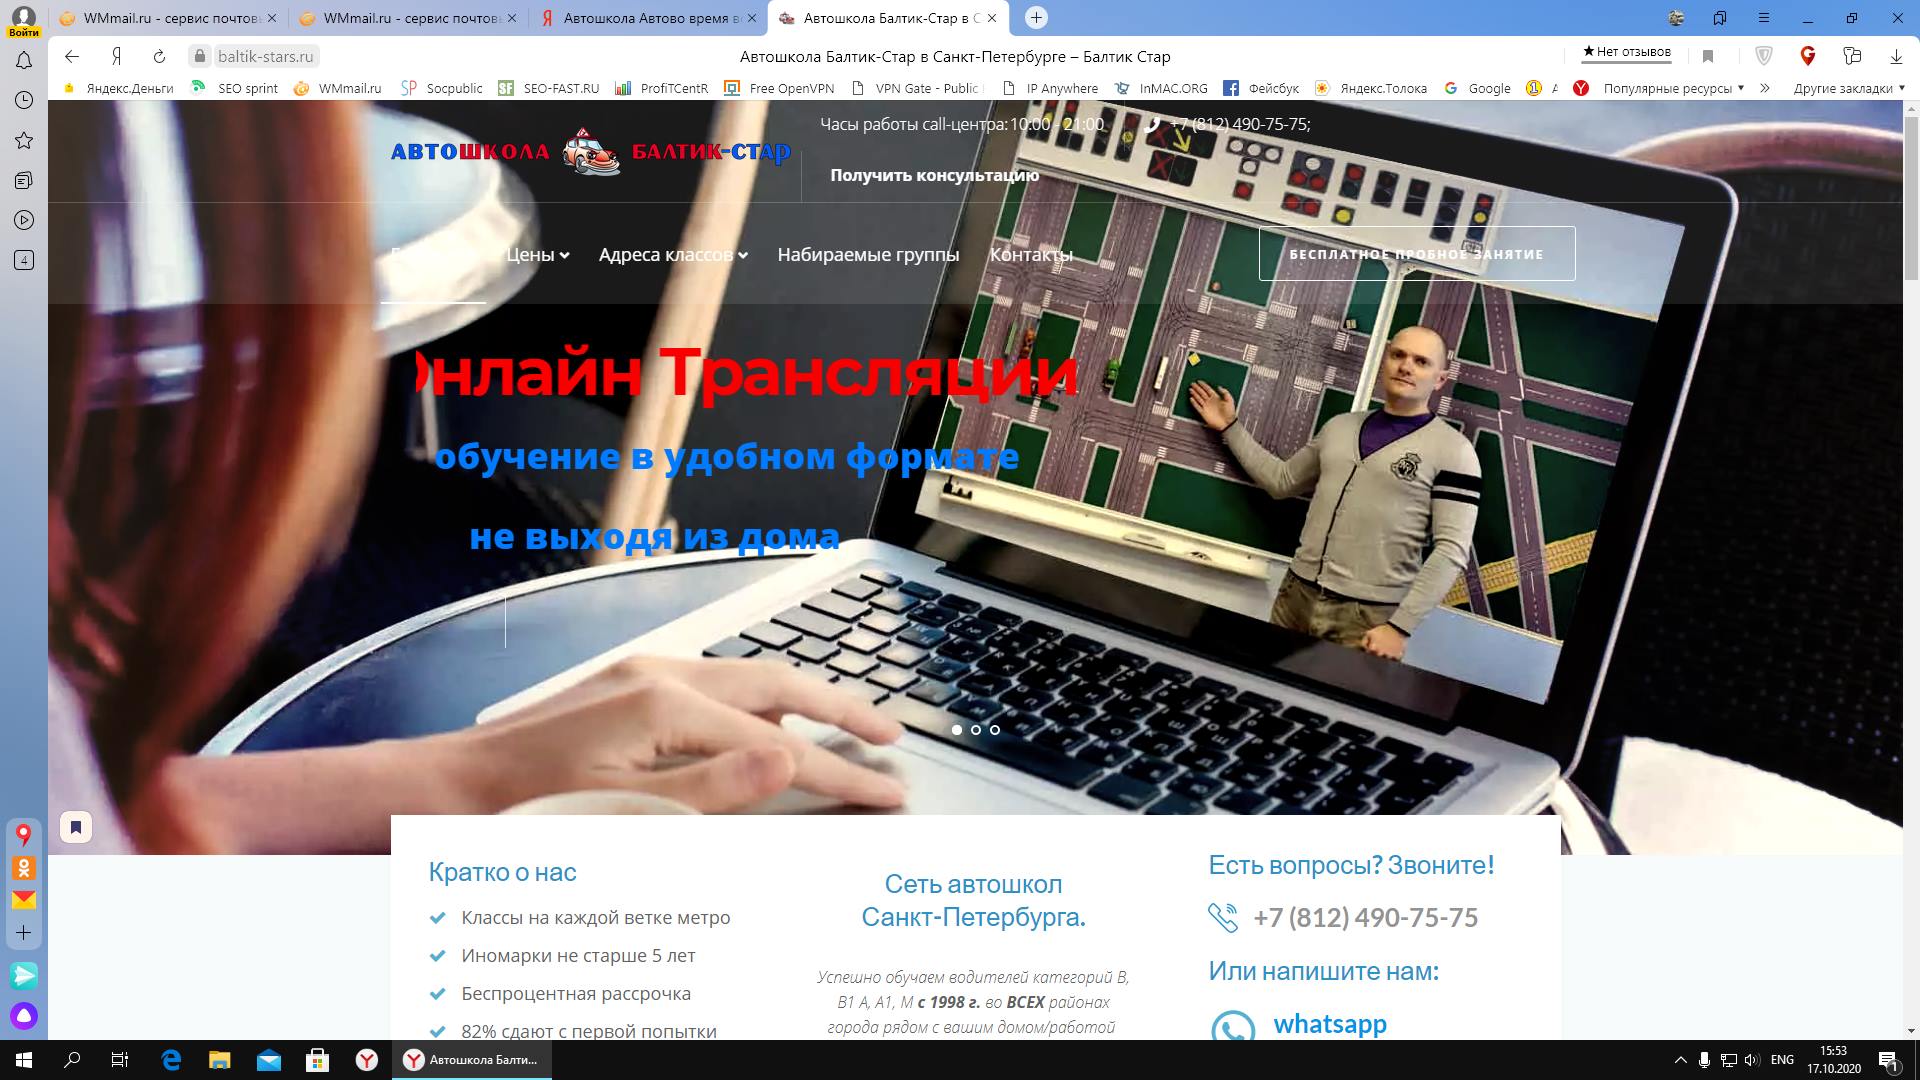 WMmail.ru - сервис почтов
WMmail.ru - сервис почтов
Автошкола Автово время в
Автошкола Балтик-Стар в С
Войти
baltik-stars.ru
Автошкола Балтик-Стар в Санкт-Петербурге – Балтик Стар
Нет отзывов
Яндекс.Деньги
SEO sprint
WMmail.ru
Socpublic
SEO-FAST.RU
ProfiTCentR
Free OpenVPN
VPN Gate - Public
IP Anywhere
InMAC.ORG
Фейсбук
Яндекс.Толока
Google
Популярные ресурсы
Другие закладки
4
АВТОШКОЛА БАЛТИК-СТАР
Часы работы call-центра: 10:00 - 21:00
+7 (812) 490-75-75;
Получить консультацию
Цены
Адреса классов
Набираемые группы
Контакты
БЕСПЛАТНОЕ ПРОБНОЕ ЗАНЯТИЕ
Онлайн Трансляции
обучение в удобном формате
не выходя из дома
Кратко о нас
Классы на каждой ветке метро
Иномарки не старше 5 лет
Беспроцентная рассрочка
82% сдают с первой попытки
Сеть автошкол
Санкт-Петербурга.
Успешно обучаем водителей категорий В,
В1 А, А1, М с 1998 г. во ВСЕХ районах
города рядом с вашим домом/работой
Есть вопросы? Звоните!
+7 (812) 490-75-75
Или напишите нам:
whatsapp
Автошкола Балти...
ENG
15:53
17.10.2020
1